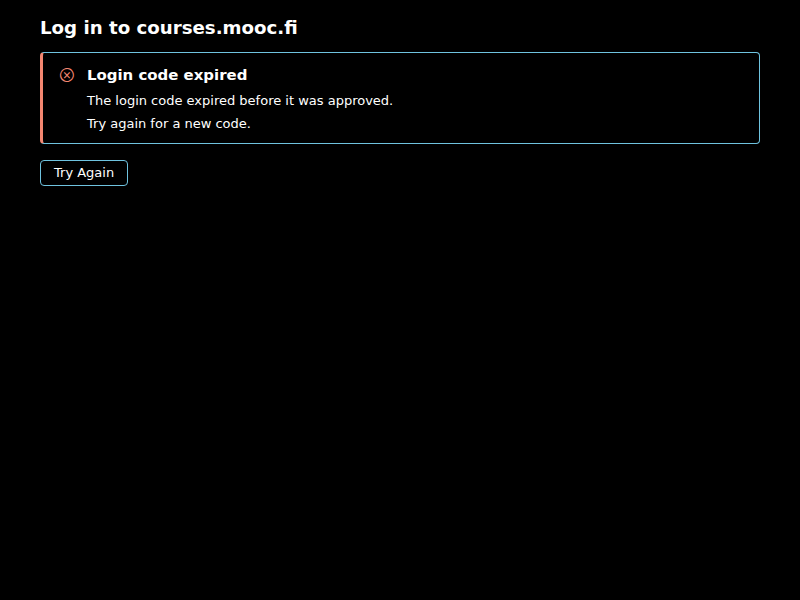 Log in to courses.mooc.fi
Login code expired
The login code expired before it was approved.
Try again for a new code.
Try Again